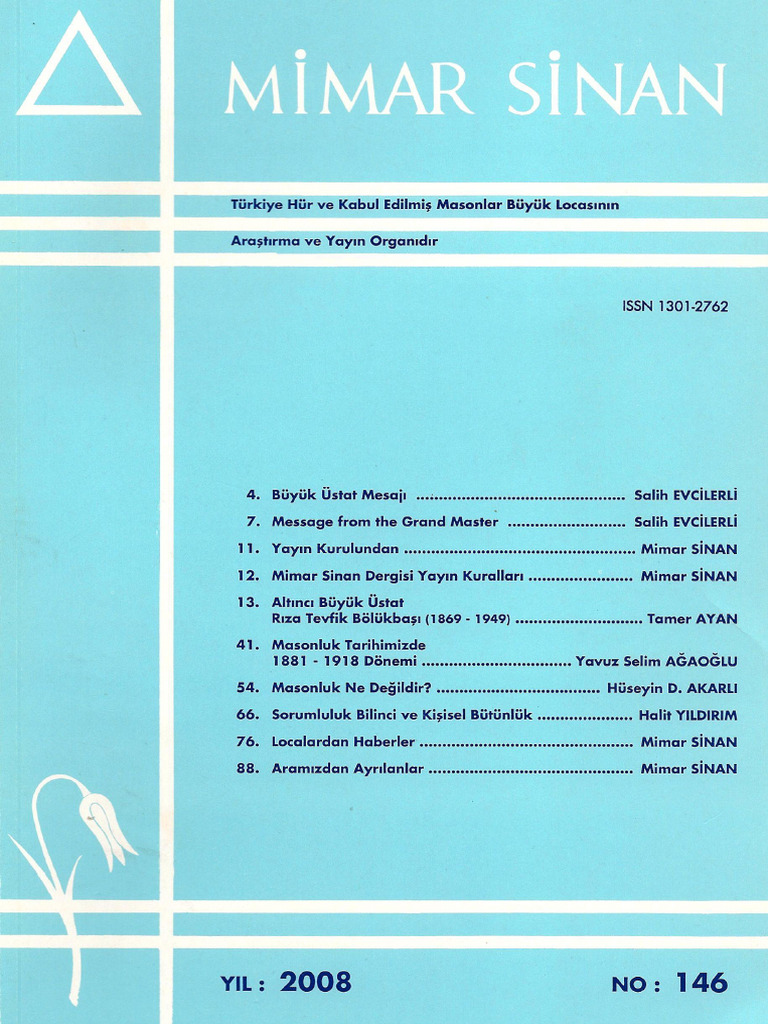 MİMAR SİNAN
Türkiye Hür ve Kabul Edilmiş Masonlar Büyük Locasının
Araştırma ve Yayın Organıdır
ISSN 1301-2762
4. Büyük Üstat Mesajı .............................................. Salih EVCİLERLİ
7. Message from the Grand Master .......................... Salih EVCİLERLİ
11. Yayın Kurulundan ................................................... Mimar SİNAN
12. Mimar Sinan Dergisi Yayın Kuralları ....................... Mimar SİNAN
13. Altıncı Büyük Üstat
Rıza Tevfik Bölükbaşı (1869 - 1949) ............................ Tamer AYAN
41. Masonluk Tarihimizde
1881 - 1918 Dönemi ................................. Yavuz Selim AĞAOĞLU
54. Masonluk Ne Değildir? .................................... Hüseyin D. AKARLI
66. Sorumluluk Bilinci ve Kişisel Bütünlük ..................... Halit YILDIRIM
76. Localardan Haberler ............................................... Mimar SİNAN
88. Aramızdan Ayrılanlar ............................................. Mimar SİNAN
YIL : 2008 NO : 146